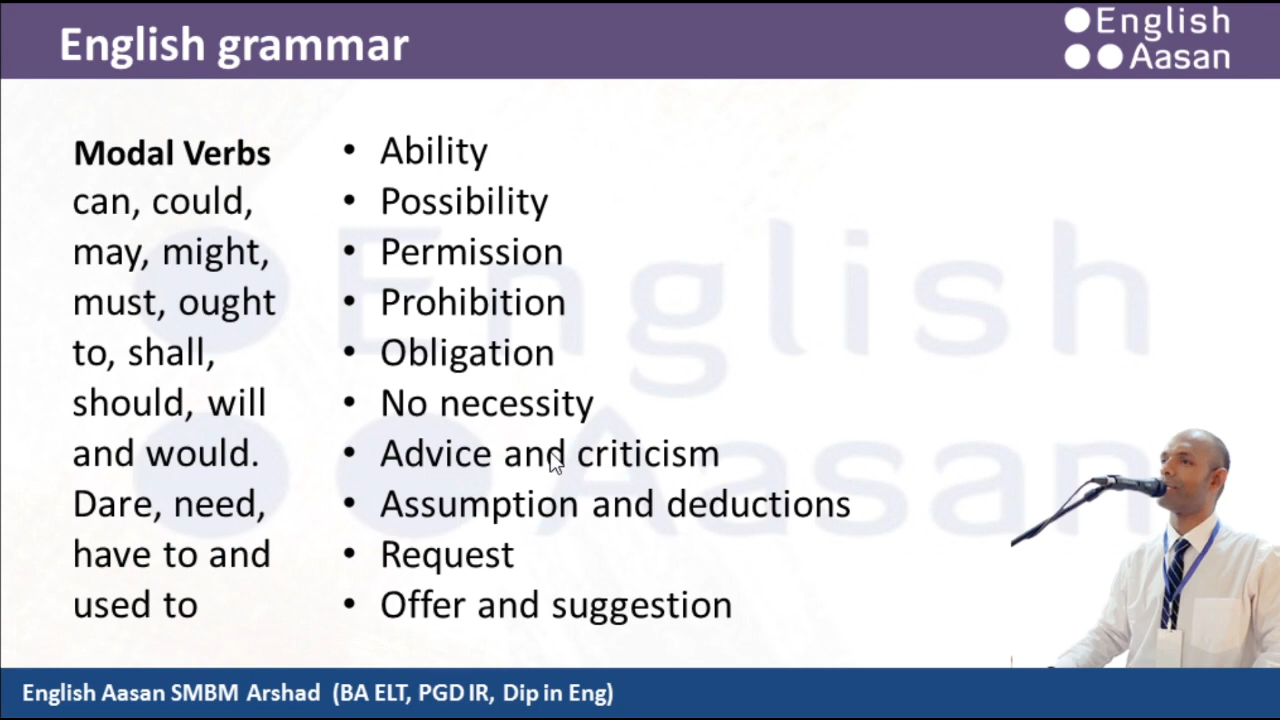 English grammar
English
Aasan
Modal Verbs
can, could,
may, might,
must, ought
to, shall,
should, will
and would.
Dare, need,
have to and
used to
• Ability
• Possibility
• Permission
• Prohibition
• Obligation
• No necessity
• Advice and criticism
• Assumption and deductions
• Request
• Offer and suggestion
English
Aasan
English Aasan SMBM Arshad (BA ELT, PGD IR, Dip in Eng)